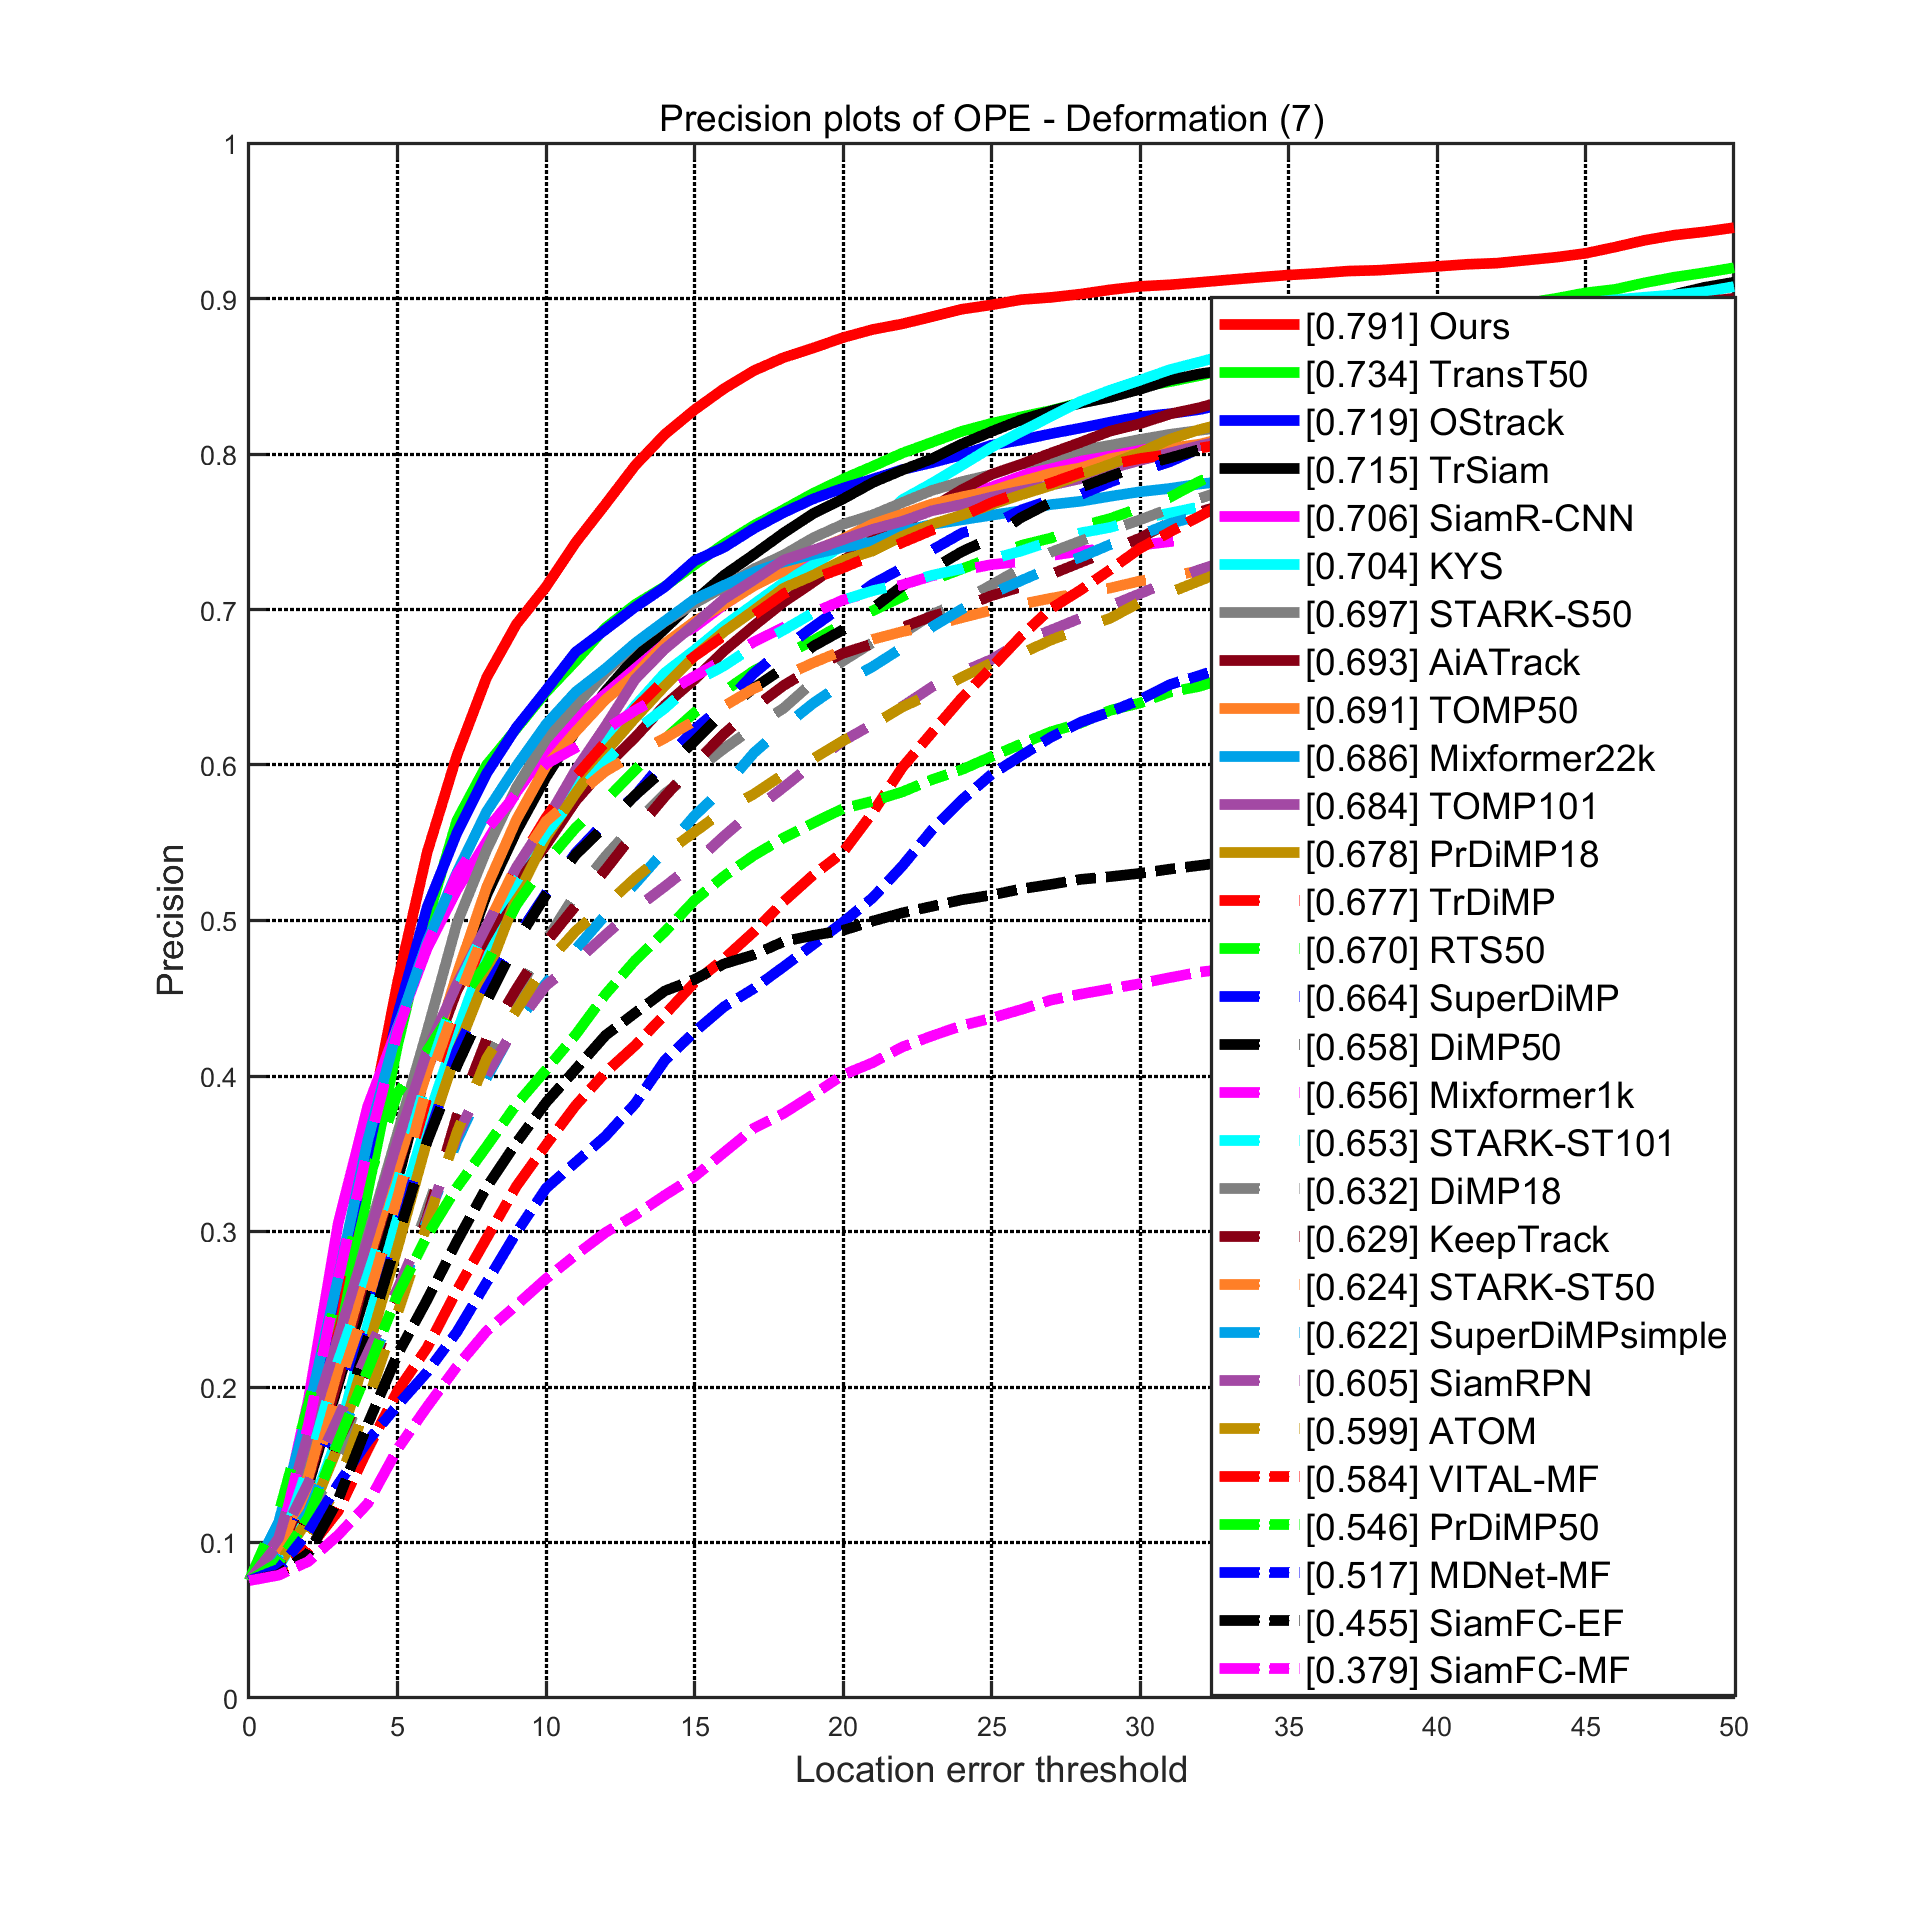 Precision plots of OPE - Deformation (7)
1
0.9
0.8
0.7
0.6
0.5
0.4
0.3
0.2
0.1
0
Precision
[0.791] Ours
[0.734] TransT50
[0.719] OStrack
[0.715] TrSiam
[0.706] SiamR-CNN
[0.704] KYS
[0.697] STARK-S50
[0.693] AiATrack
[0.691] TOMP50
[0.686] Mixformer22k
[0.684] TOMP101
[0.678] PrDiMP18
[0.677] TrDiMP
[0.670] RTS50
[0.664] SuperDiMP
[0.658] DiMP50
[0.656] Mixformer1k
[0.653] STARK-ST101
[0.632] DiMP18
[0.629] KeepTrack
[0.624] STARK-ST50
[0.622] SuperDiMPsimple
[0.605] SiamRPN
[0.599] ATOM
[0.584] VITAL-MF
[0.546] PrDiMP50
[0.517] MDNet-MF
[0.455] SiamFC-EF
[0.379] SiamFC-MF
0 5 10 15 20 25 30 35 40 45 50
Location error threshold